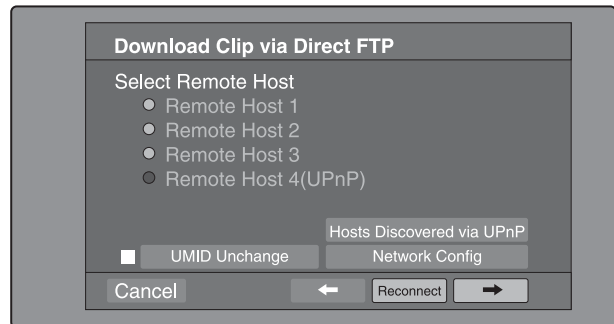 Download Clip via Direct FTP
Select Remote Host
Remote Host 1
Remote Host 2
Remote Host 3
Remote Host 4(UPnP)
Hosts Discovered via UPnP
UMID Unchange
Network Config
Cancel
Reconnect